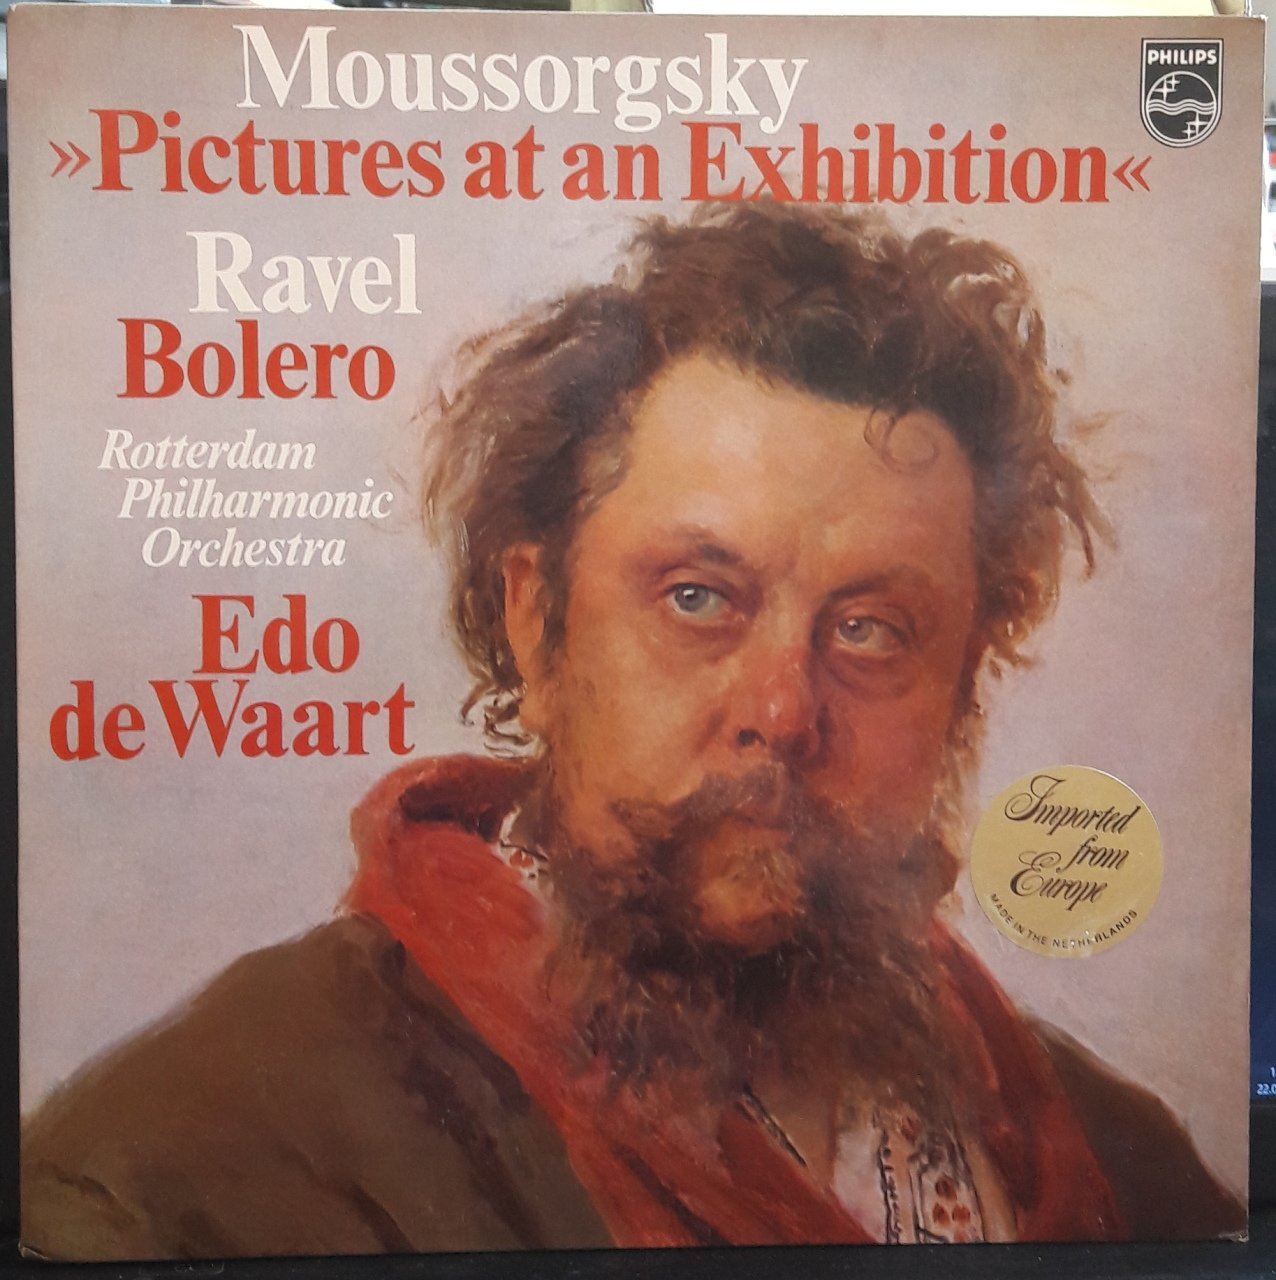 Moussorgsky
»Pictures at an Exhibition«
PHILIPS
Ravel
Bolero
Rotterdam
Philharmonic
Orchestra
Edo
de Waart
Imported
from
Europe
MADE IN THE NETHERLANDS